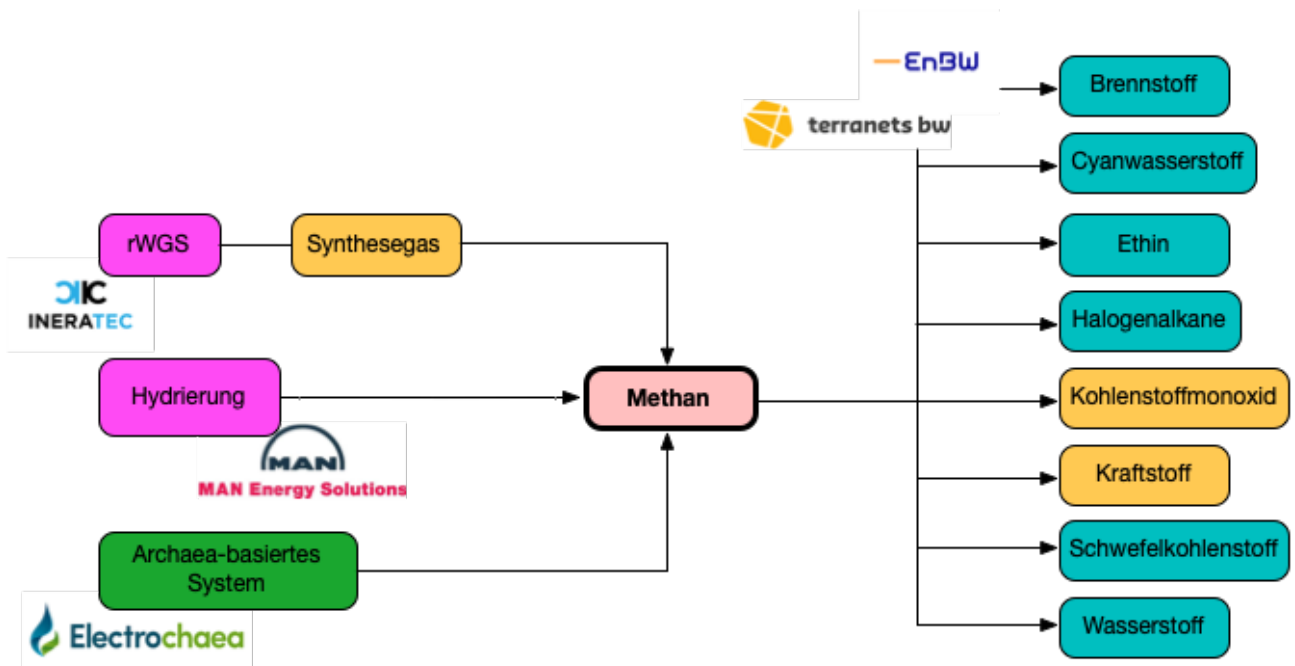 EnBW
terranets bw
Brennstoff
Cyanwasserstoff
rWGS
Synthesegas
Ethin
INERATEC
Halogenalkane
Hydrierung
Methan
Kohlenstoffmonoxid
MAN
MAN Energy Solutions
Kraftstoff
Archaea-basiertes
System
Schwefelkohlenstoff
Electrochaea
Wasserstoff